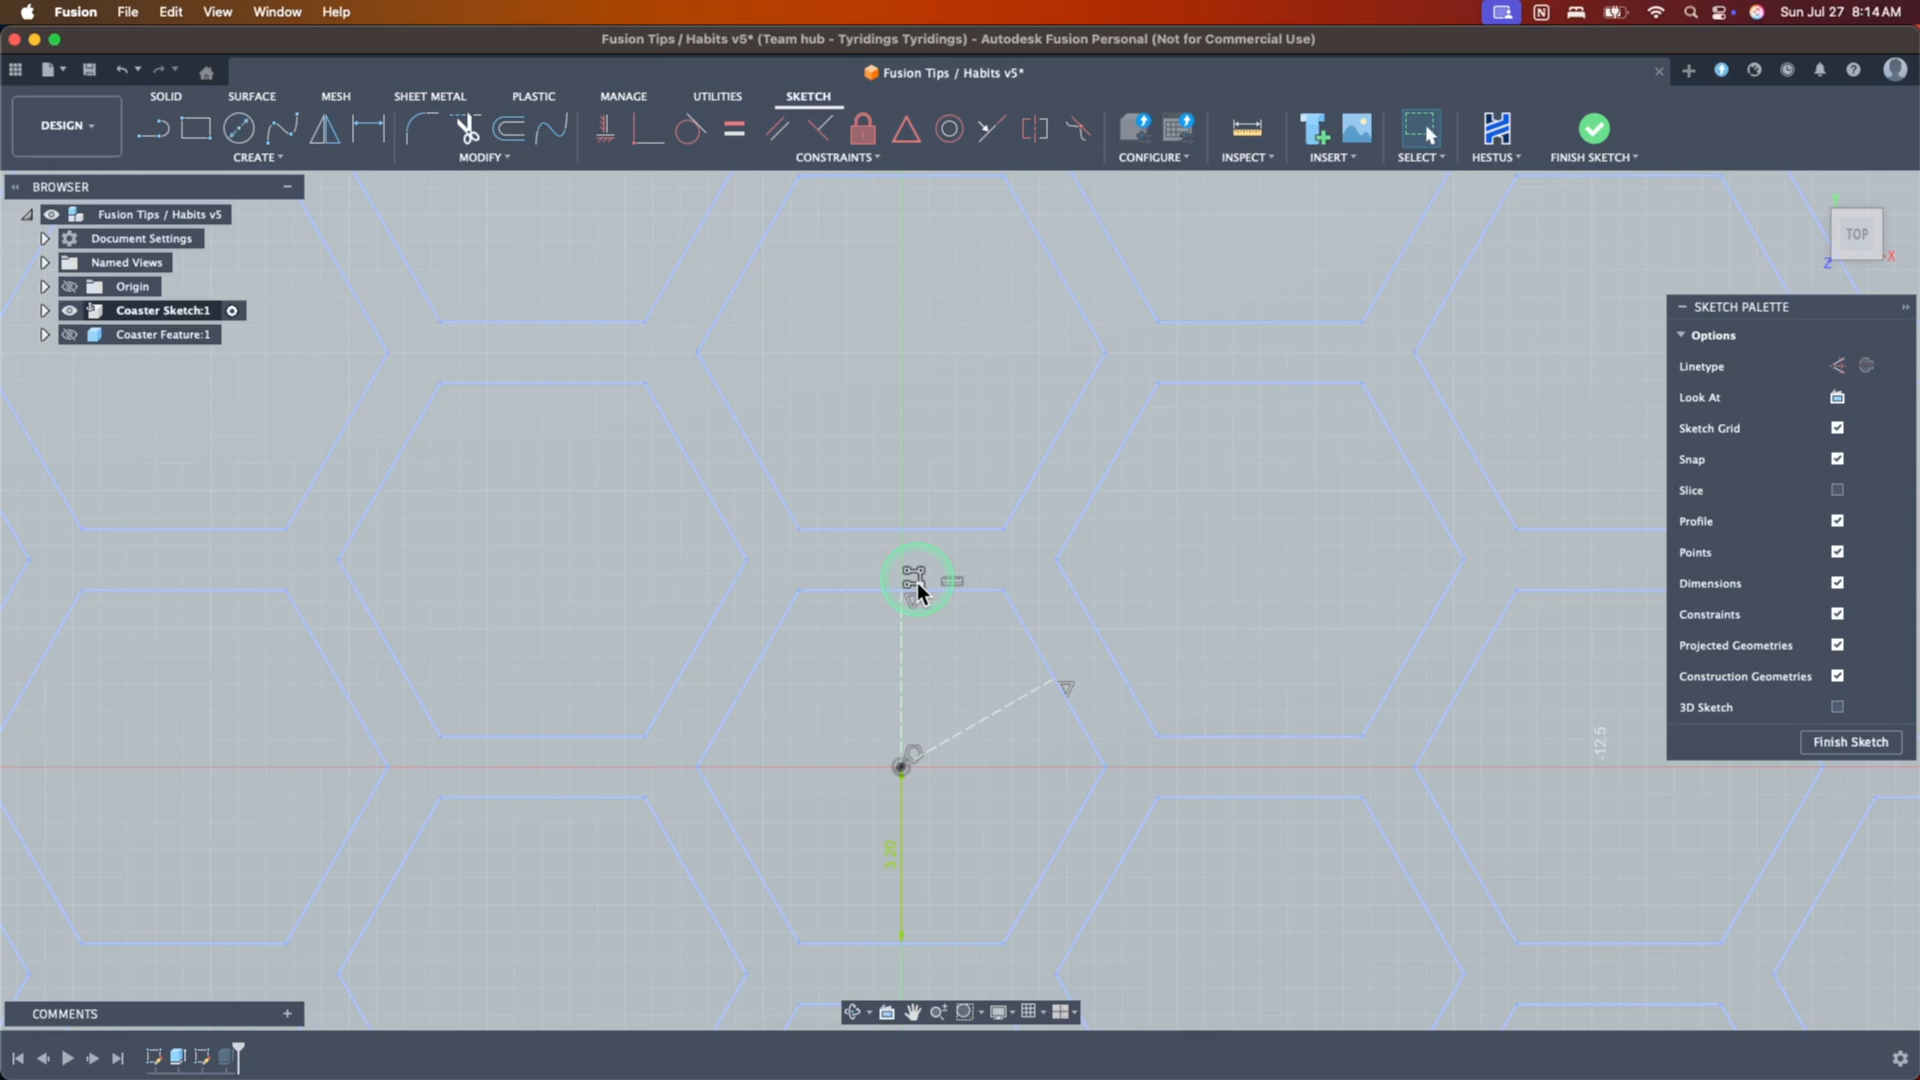 Fusion File Edit View Window Help Sun Jul 27 8:14 AM
Fusion Tips / Habits v5* (Team hub - Tyridings Tyridings) - Autodesk Fusion Personal (Not for Commercial Use)
Fusion Tips / Habits v5*
SOLID SURFACE MESH SHEET METAL PLASTIC MANAGE UTILITIES SKETCH
DESIGN
CREATE MODIFY CONSTRAINTS CONFIGURE INSPECT INSERT SELECT HESTUS FINISH SKETCH
BROWSER
Fusion Tips / Habits v5
Document Settings
Named Views
Origin
Coaster Sketch:1
Coaster Feature:1
TOP
X
Z
SKETCH PALETTE
Options
Linetype
Look At
Sketch Grid
Snap
Slice
Profile
Points
Dimensions
Constraints
Projected Geometries
Construction Geometries
3D Sketch
Finish Sketch
-12.5
3.20
COMMENTS